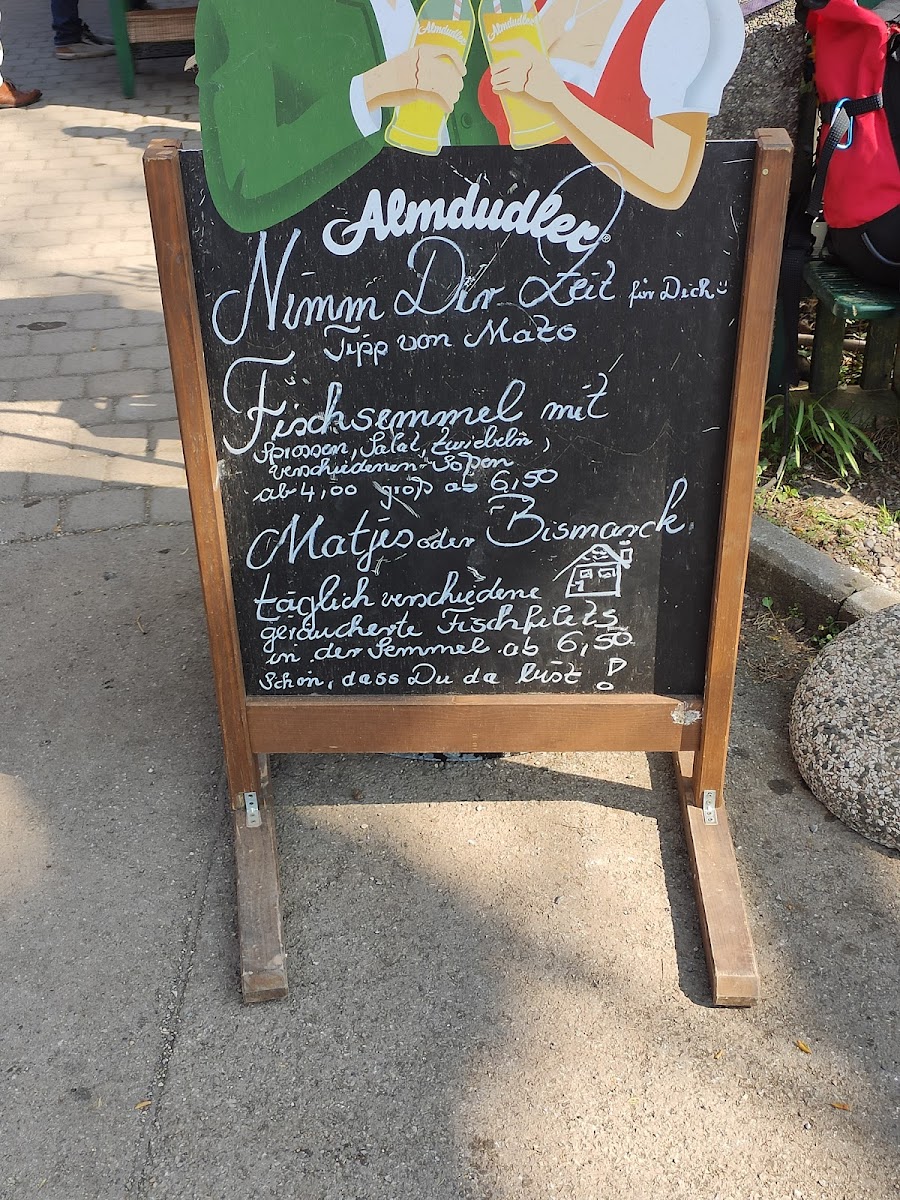 Almdudler Almdudler
Almdudler®
Nimm Dir Zeit für Dich
Tipp von Mato
Fischsemmel mit
Sprossen, Salat, Zwiebeln,
verschiedenen Soßen
ab 4,00 groß ab 6,50
Matjes oder Bismarck
täglich verschiedene
geräucherte Fischfilets
in der Semmel ab 6,50
Schön, dass Du da bist!